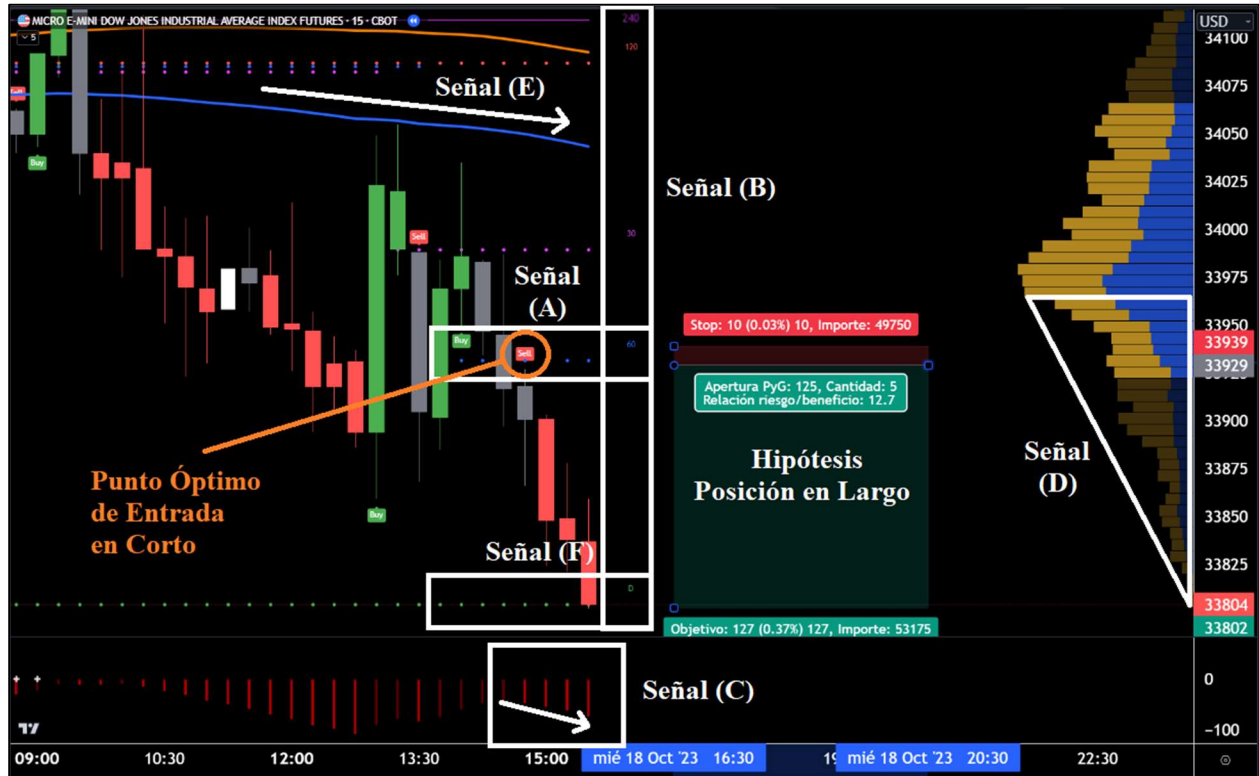 MICRO E-MINI DOW JONES INDUSTRIAL AVERAGE INDEX FUTURES · 15 · CBOT
5
240
120
USD
34100
34075
34050
34025
34000
33975
33950
33939
33929
33925
33900
33875
33850
33825
33804
33802
Señal (E)
Sell
Buy
Señal (B)
30
Sell
Señal
(A)
60
Sell
Buy
Stop: 10 (0.03%) 10, Importe: 49750
Apertura PyG: 125, Cantidad: 5
Relación riesgo/beneficio: 12.7
Hipótesis
Posición en Largo
Señal
(D)
Punto Óptimo
de Entrada
en Corto
Buy
Señal (F)
D
Objetivo: 127 (0.37%) 127, Importe: 53175
Señal (C)
0
-100
09:00
10:30
12:00
13:30
15:00
mié 18 Oct '23 16:30
19
mié 18 Oct '23 20:30
22:30